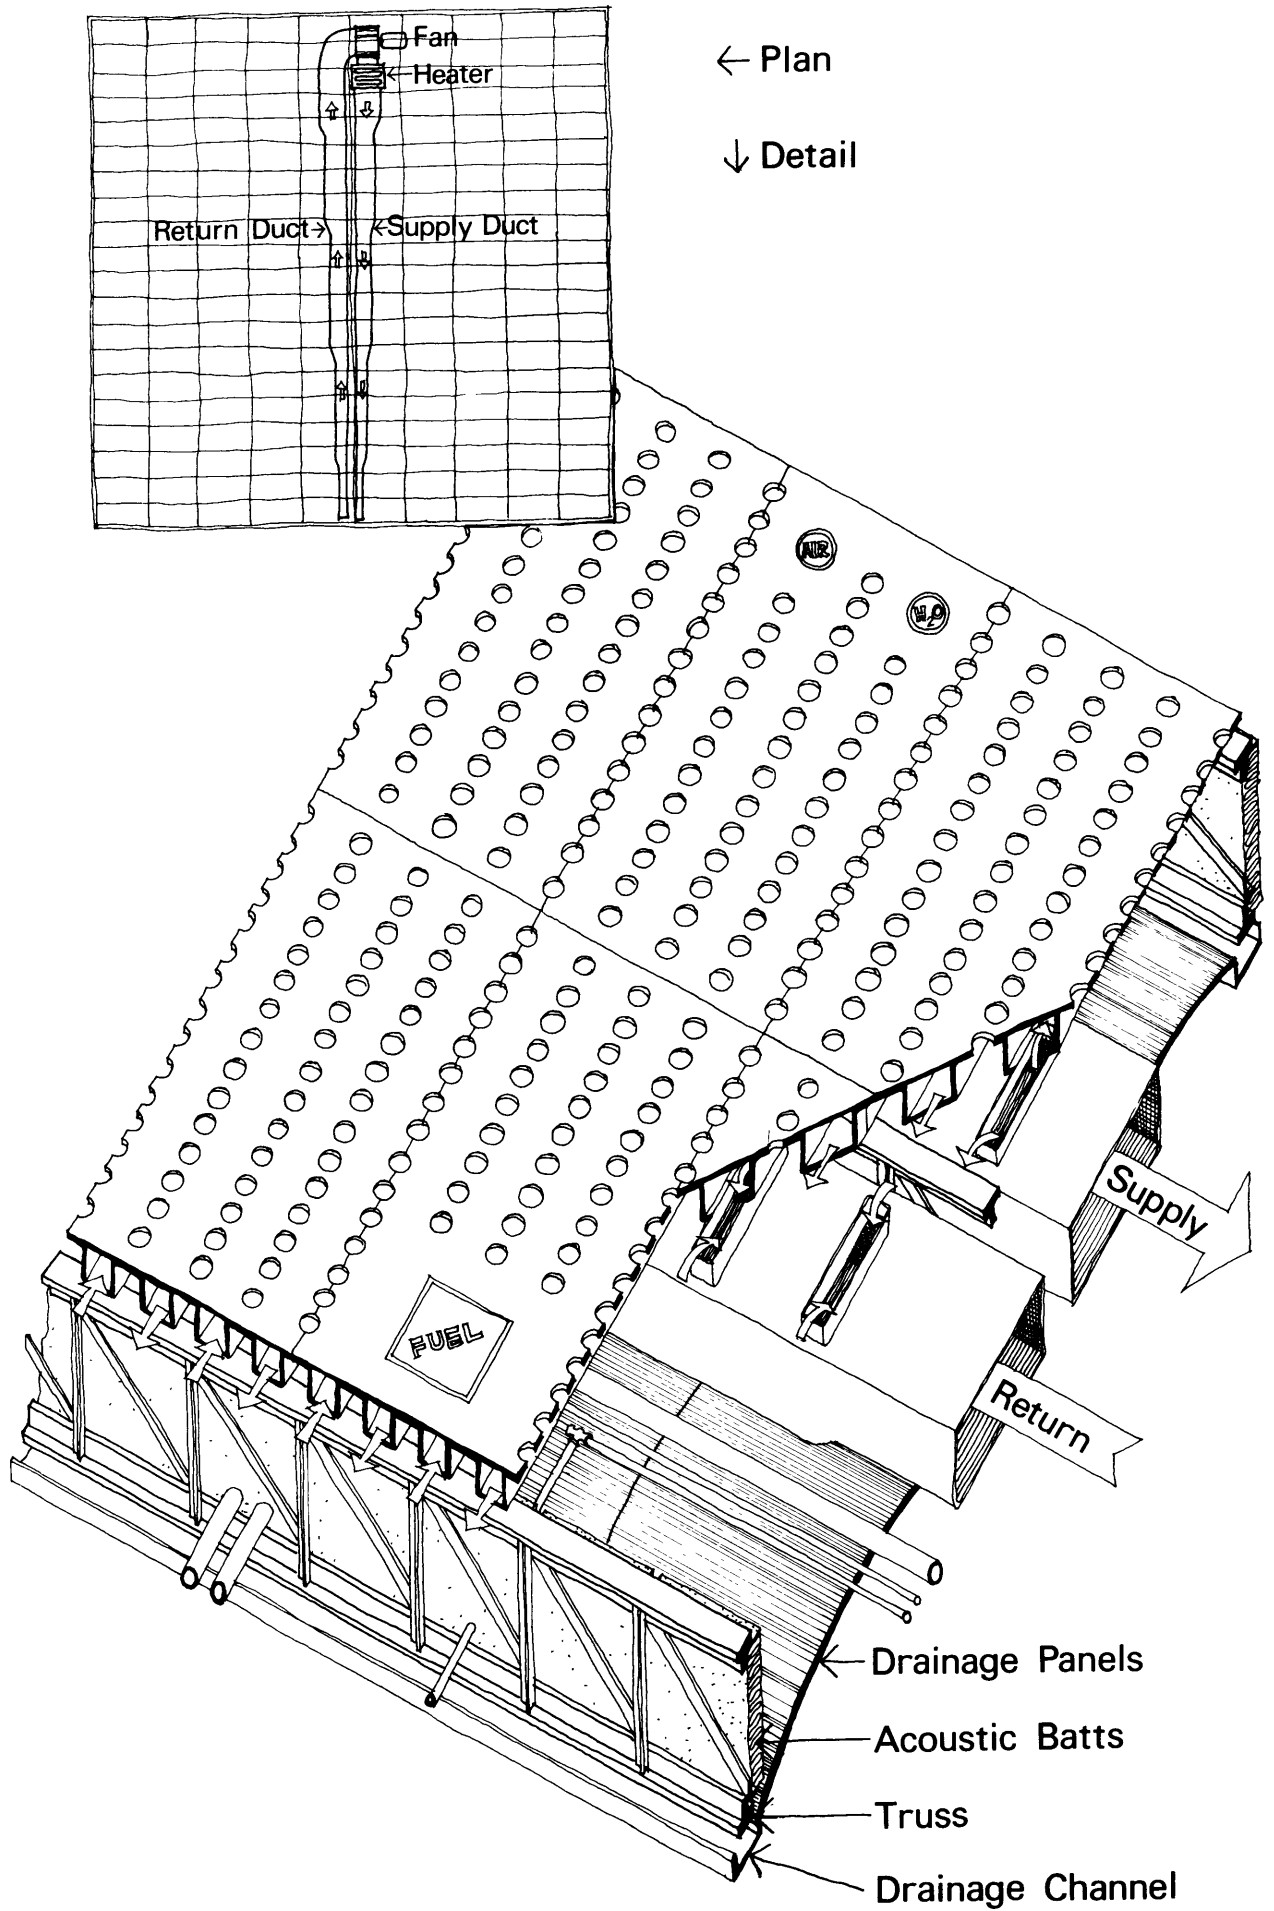 Fan
Heater
← Plan
↓ Detail
Return Duct→
←Supply Duct
AIR
H₂O
Supply
Return
FUEL
Drainage Panels
Acoustic Batts
Truss
Drainage Channel